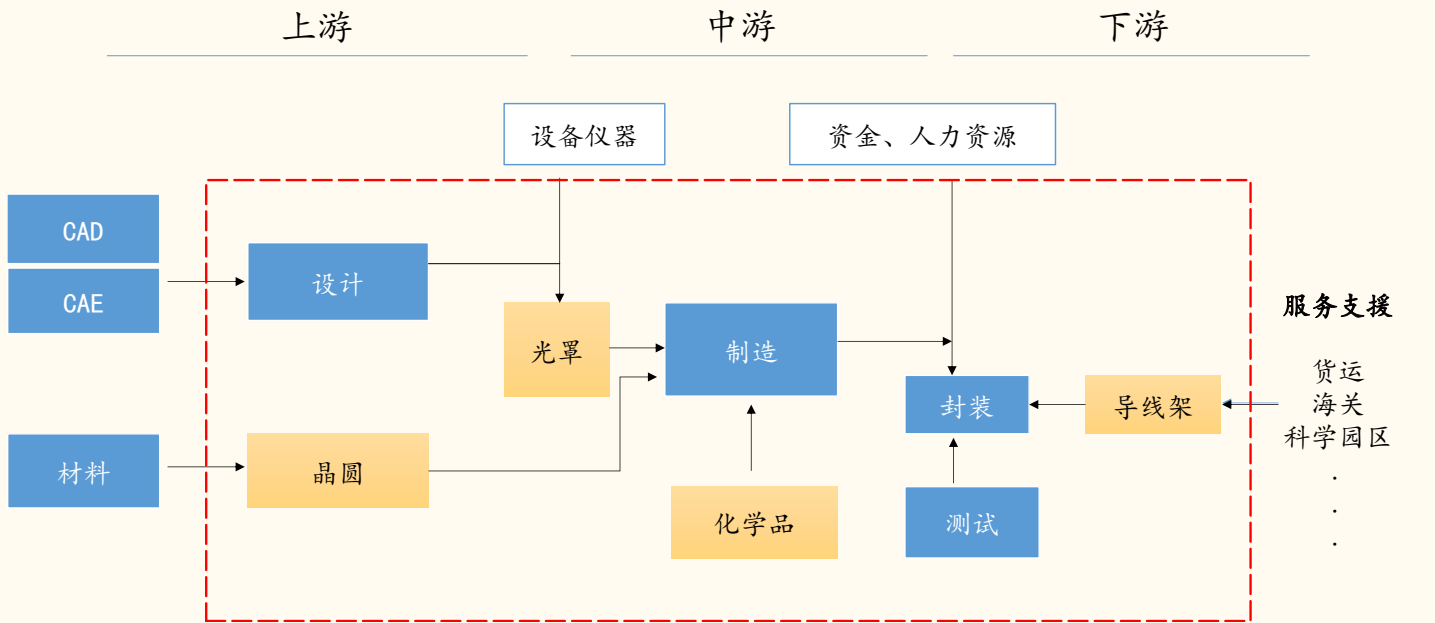 上游
中游
下游
设备仪器
资金、人力资源
CAD
CAE
设计
光罩
制造
封装
导线架
服务支援
货运
海关
科学园区
.
.
.
材料
晶圆
化学品
测试